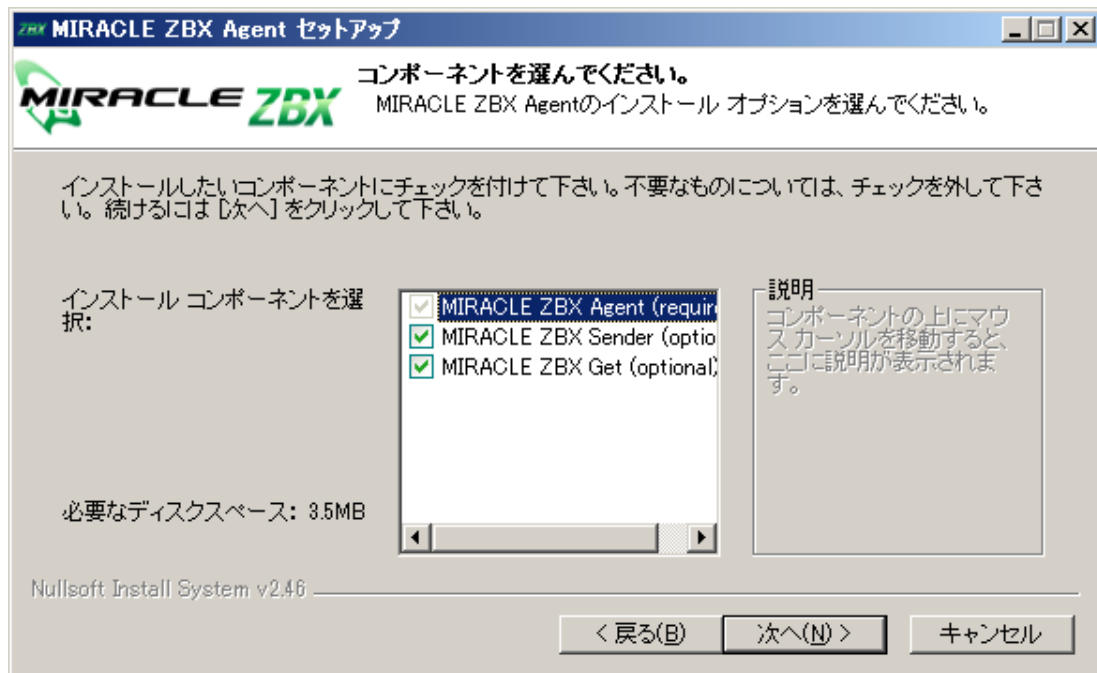 ZBX MIRACLE ZBX Agent セットアップ
MIRACLE ZBX
コンポーネントを選んでください。
MIRACLE ZBX Agentのインストール オプションを選んでください。
インストールしたいコンポーネントにチェックを付けて下さい。不要なものについては、チェックを外して下さ
い。続けるには [次へ] をクリックして下さい。
インストール コンポーネントを選
択:
MIRACLE ZBX Agent (requir
MIRACLE ZBX Sender (optio
MIRACLE ZBX Get (optional)
説明
コンポーネントの上にマウ
ス カーソルを移動すると、
ここに説明が表示されま
す。
必要なディスクスペース: 3.5MB
Nullsoft Install System v2.46
< 戻る(B)
次へ(N) >
キャンセル